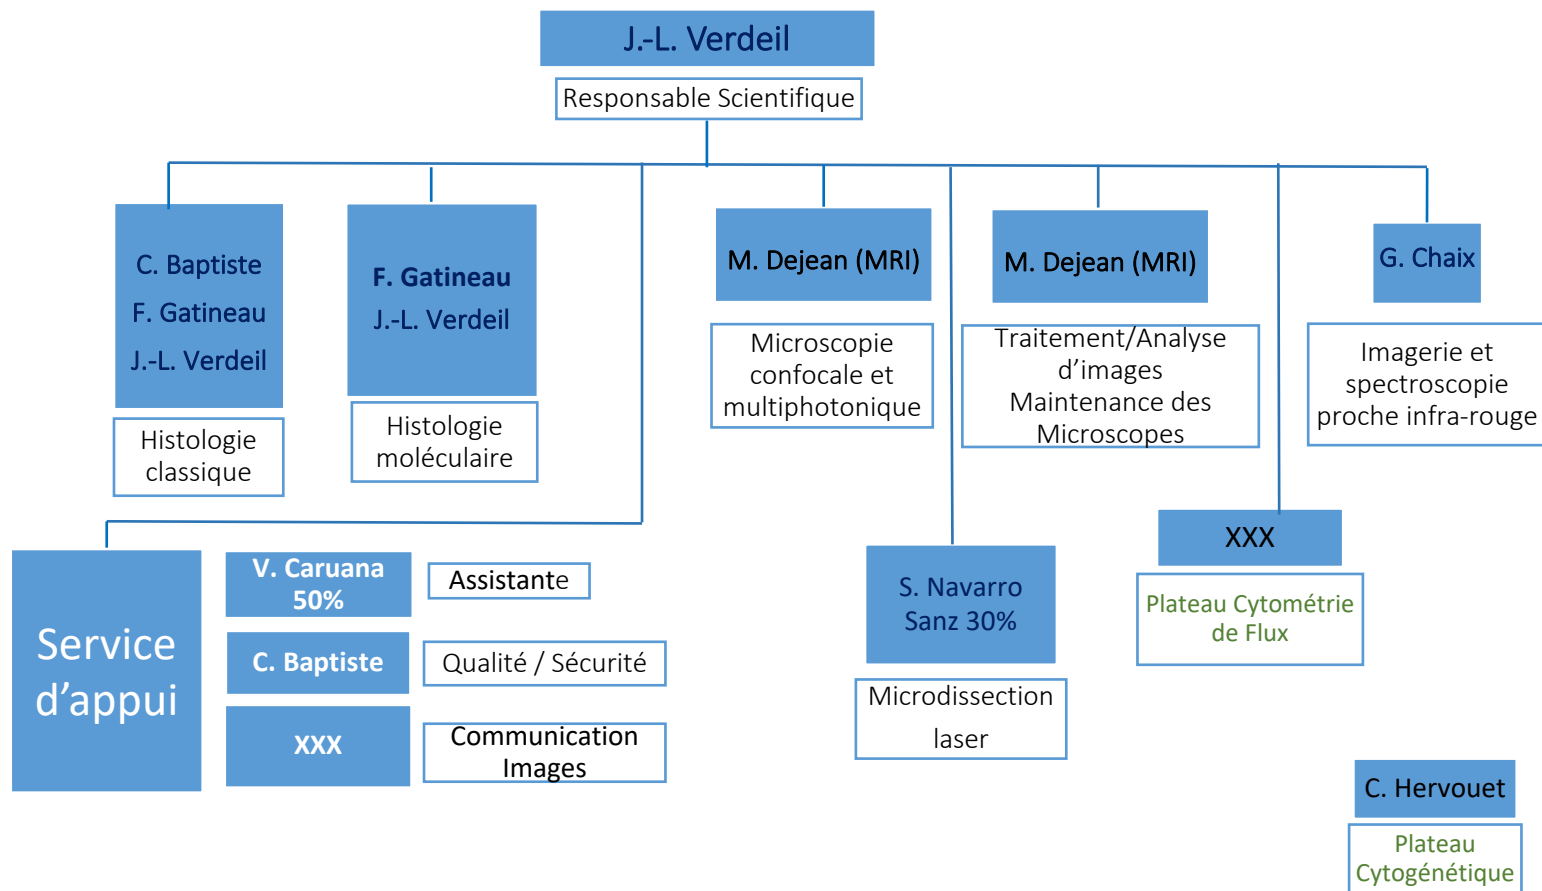 J.-L. Verdeil
Responsable Scientifique
C. Baptiste
F. Gatineau
J.-L. Verdeil
Histologie
classique
F. Gatineau
J.-L. Verdeil
Histologie
moléculaire
M. Dejean (MRI)
Microscopie
confocale et
multiphotonique
M. Dejean (MRI)
Traitement/Analyse
d’images
Maintenance des
Microscopes
G. Chaix
Imagerie et
spectroscopie
proche infra-rouge
Service
d’appui
V. Caruana
50%
Assistante
C. Baptiste
Qualité / Sécurité
XXX
Communication
Images
S. Navarro
Sanz 30%
Microdissection
laser
XXX
Plateau Cytométrie
de Flux
C. Hervouet
Plateau
Cytogénétique